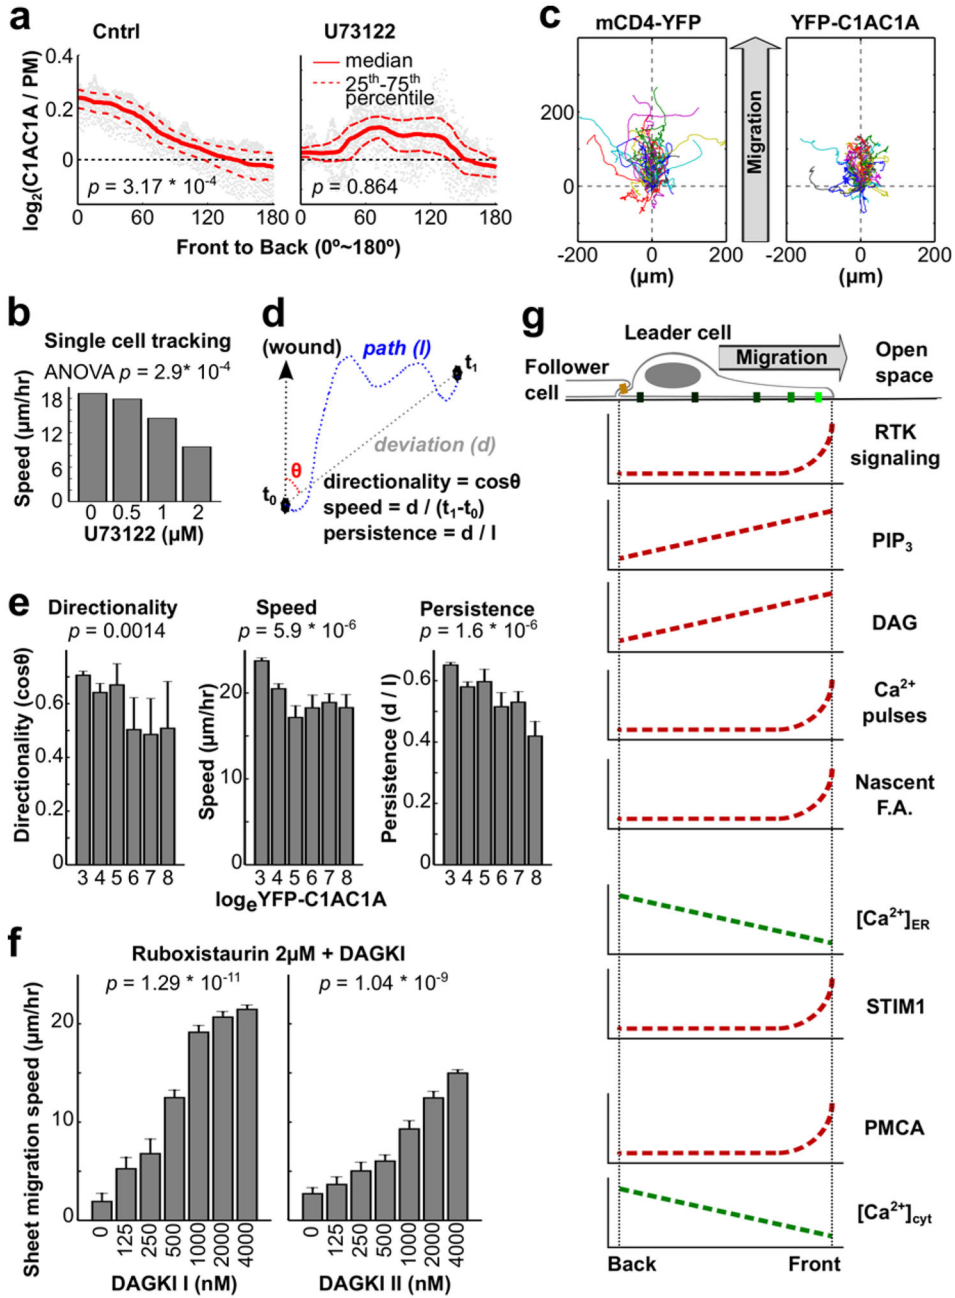 a
Cntrl
U73122
log2(C1AC1A / PM)
0.4
0.2
0
median
25th-75th
percentile
p = 3.17 * 10-4
p = 0.864
0 60 120 180
0 60 120 180
Front to Back (0º~180º)
b
Single cell tracking
ANOVA p = 2.9* 10-4
Speed (µm/hr)
18
12
6
0
0 0.5 1 2
U73122 (µM)
c
mCD4-YFP
YFP-C1AC1A
200
100
0
Migration
-200 0 200
-200 0 200
(µm)
(µm)
d
(wound)
path (l)
t1
deviation (d)
θ
t0
directionality = cosθ
speed = d / (t1-t0)
persistence = d / l
e
Directionality
p = 0.0014
Directionality (cosθ)
0.6
0.4
0.2
0
3 4 5 6 7 8
Speed
p = 5.9 * 10-6
Speed (µm/hr)
20
10
0
3 4 5 6 7 8
Persistence
p = 1.6 * 10-6
Persistence (d / l)
0.6
0.4
0.2
0
3 4 5 6 7 8
logeYFP-C1AC1A
f
Ruboxistaurin 2µM + DAGKI
p = 1.29 * 10-11
p = 1.04 * 10-9
Sheet migration speed (µm/hr)
20
10
0
0 125 250 500 1000 2000 4000
0 125 250 500 1000 2000 4000
DAGKI I (nM)
DAGKI II (nM)
g
Leader cell
Follower
cell
Migration
Open
space
RTK
signaling
PIP3
DAG
Ca2+
pulses
Nascent
F.A.
[Ca2+]ER
STIM1
PMCA
[Ca2+]cyt
Back
Front